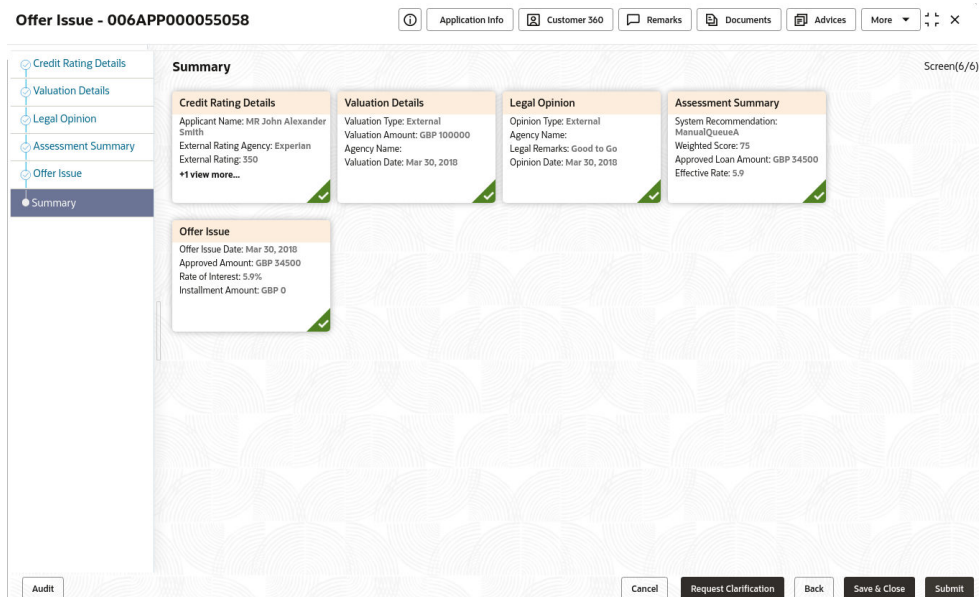 Offer Issue - 006APP000055058
Application Info
Customer 360
Remarks
Documents
Advices
More
Credit Rating Details
Valuation Details
Legal Opinion
Assessment Summary
Offer Issue
Summary
Summary
Screen(6/6)
Credit Rating Details
Applicant Name: MR John Alexander
Smith
External Rating Agency: Experian
External Rating: 350
+1 view more...
Valuation Details
Valuation Type: External
Valuation Amount: GBP 100000
Agency Name:
Valuation Date: Mar 30, 2018
Legal Opinion
Opinion Type: External
Agency Name:
Legal Remarks: Good to Go
Opinion Date: Mar 30, 2018
Assessment Summary
System Recommendation:
ManualQueueA
Weighted Score: 75
Approved Loan Amount: GBP 34500
Effective Rate: 5.9
Offer Issue
Offer Issue Date: Mar 30, 2018
Approved Amount: GBP 34500
Rate of Interest: 5.9%
Installment Amount: GBP 0
Audit
Cancel
Request Clarification
Back
Save & Close
Submit